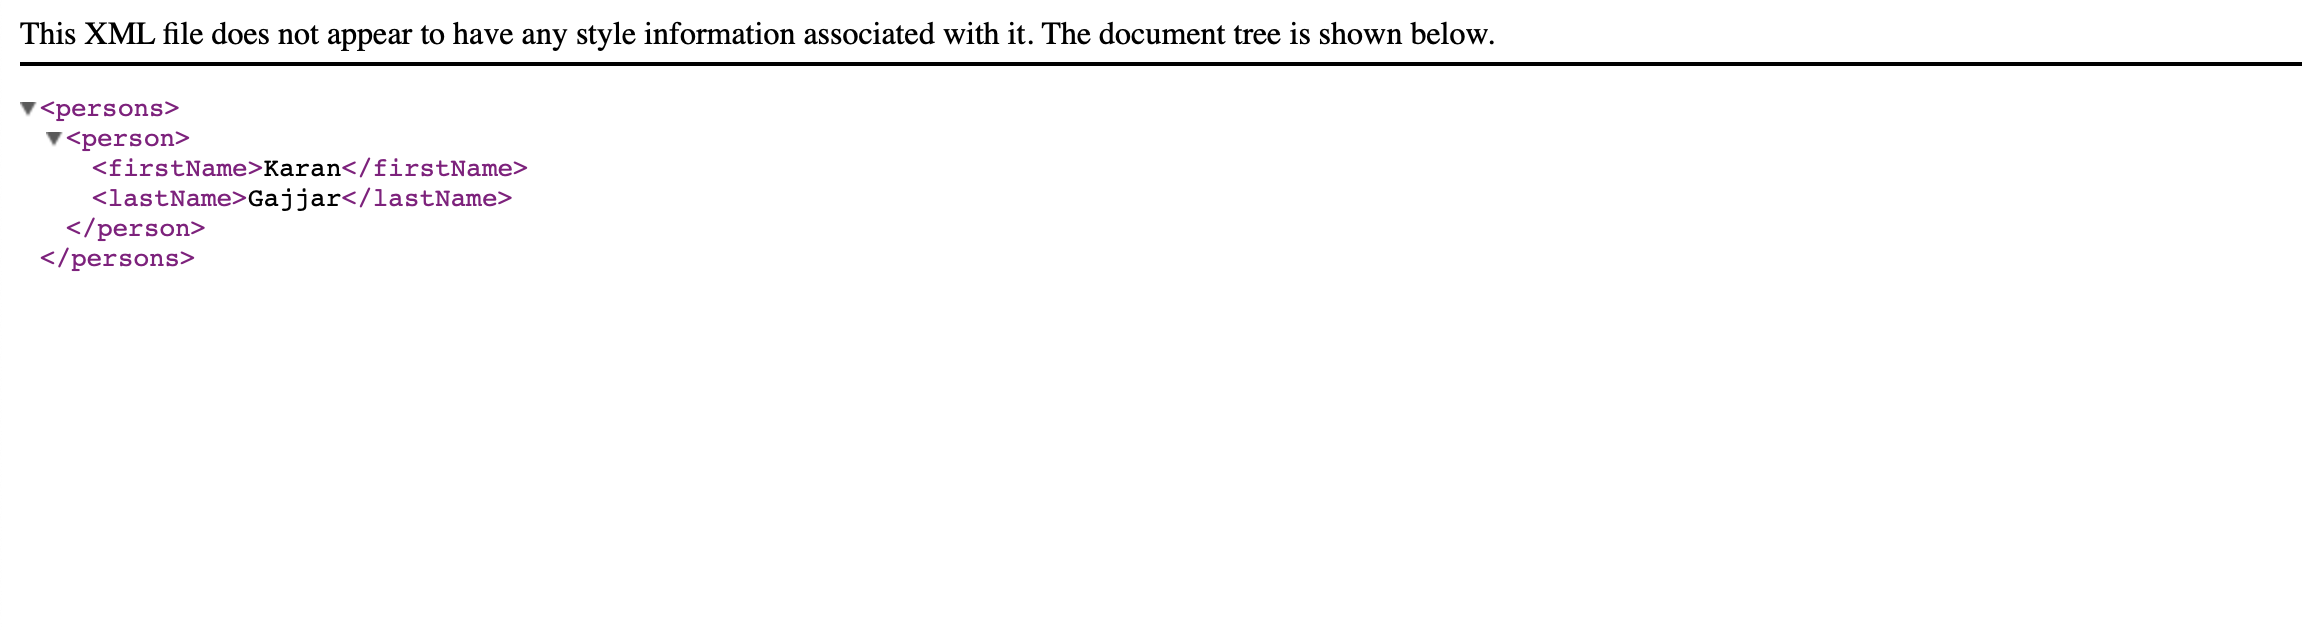 This XML file does not appear to have any style information associated with it. The document tree is shown below.
<persons>
<person>
<firstName>Karan</firstName>
<lastName>Gajjar</lastName>
</person>
</persons>